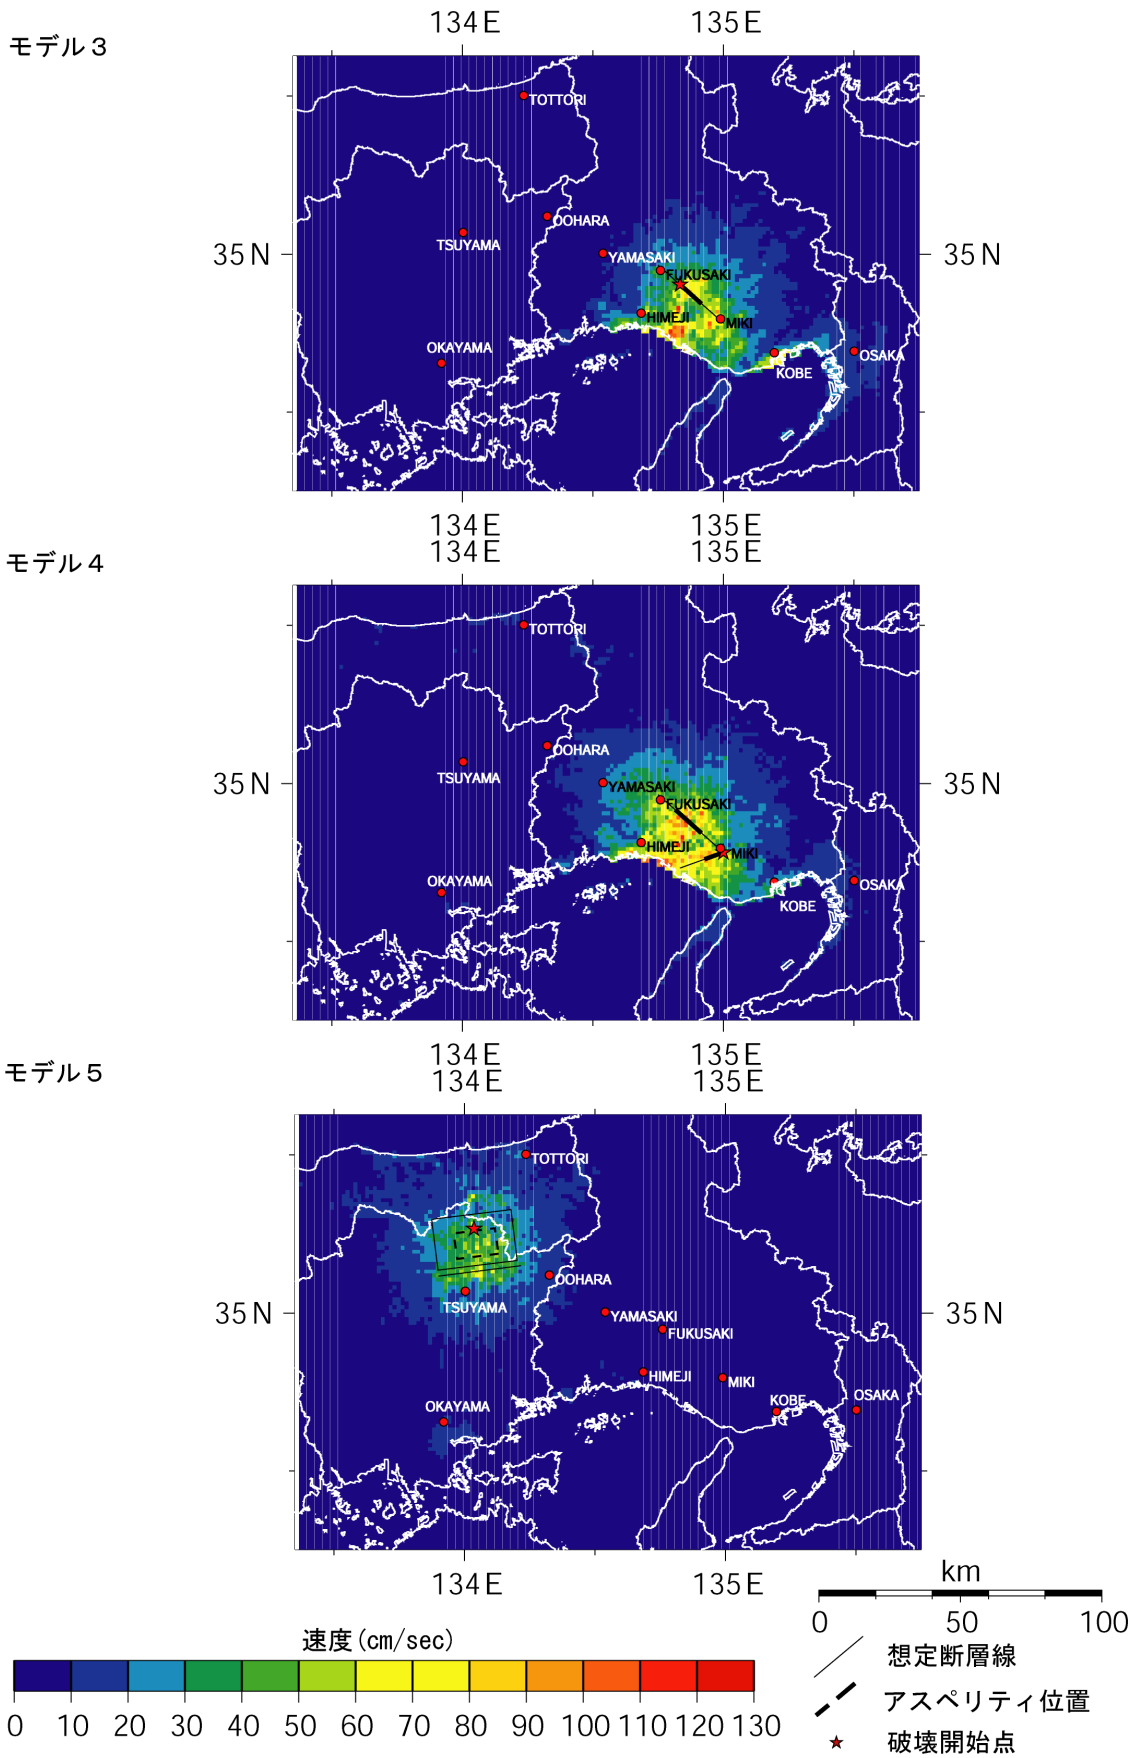 134E 135E
モデル3
TOTTORI
OOHARA
TSUYAMA
35N YAMASAKI 35N
FUKUSAKI
HIMEJI MIKI
OKAYAMA OSAKA
KOBE
134E 135E
134E 135E
モデル4
TOTTORI
OOHARA
TSUYAMA
35N YAMASAKI 35N
FUKUSAKI
HIMEJI MIKI
OKAYAMA OSAKA
KOBE
134E 135E
モデル5
134E 135E
TOTTORI
OOHARA
TSUYAMA
35N YAMASAKI 35N
FUKUSAKI
HIMEJI MIKI
OKAYAMA KOBE OSAKA
134E 135E
km
0 50 100
速度(cm/sec)
0 10 20 30 40 50 60 70 80 90 100 110 120 130
想定断層線
アスペリティ位置
破壊開始点